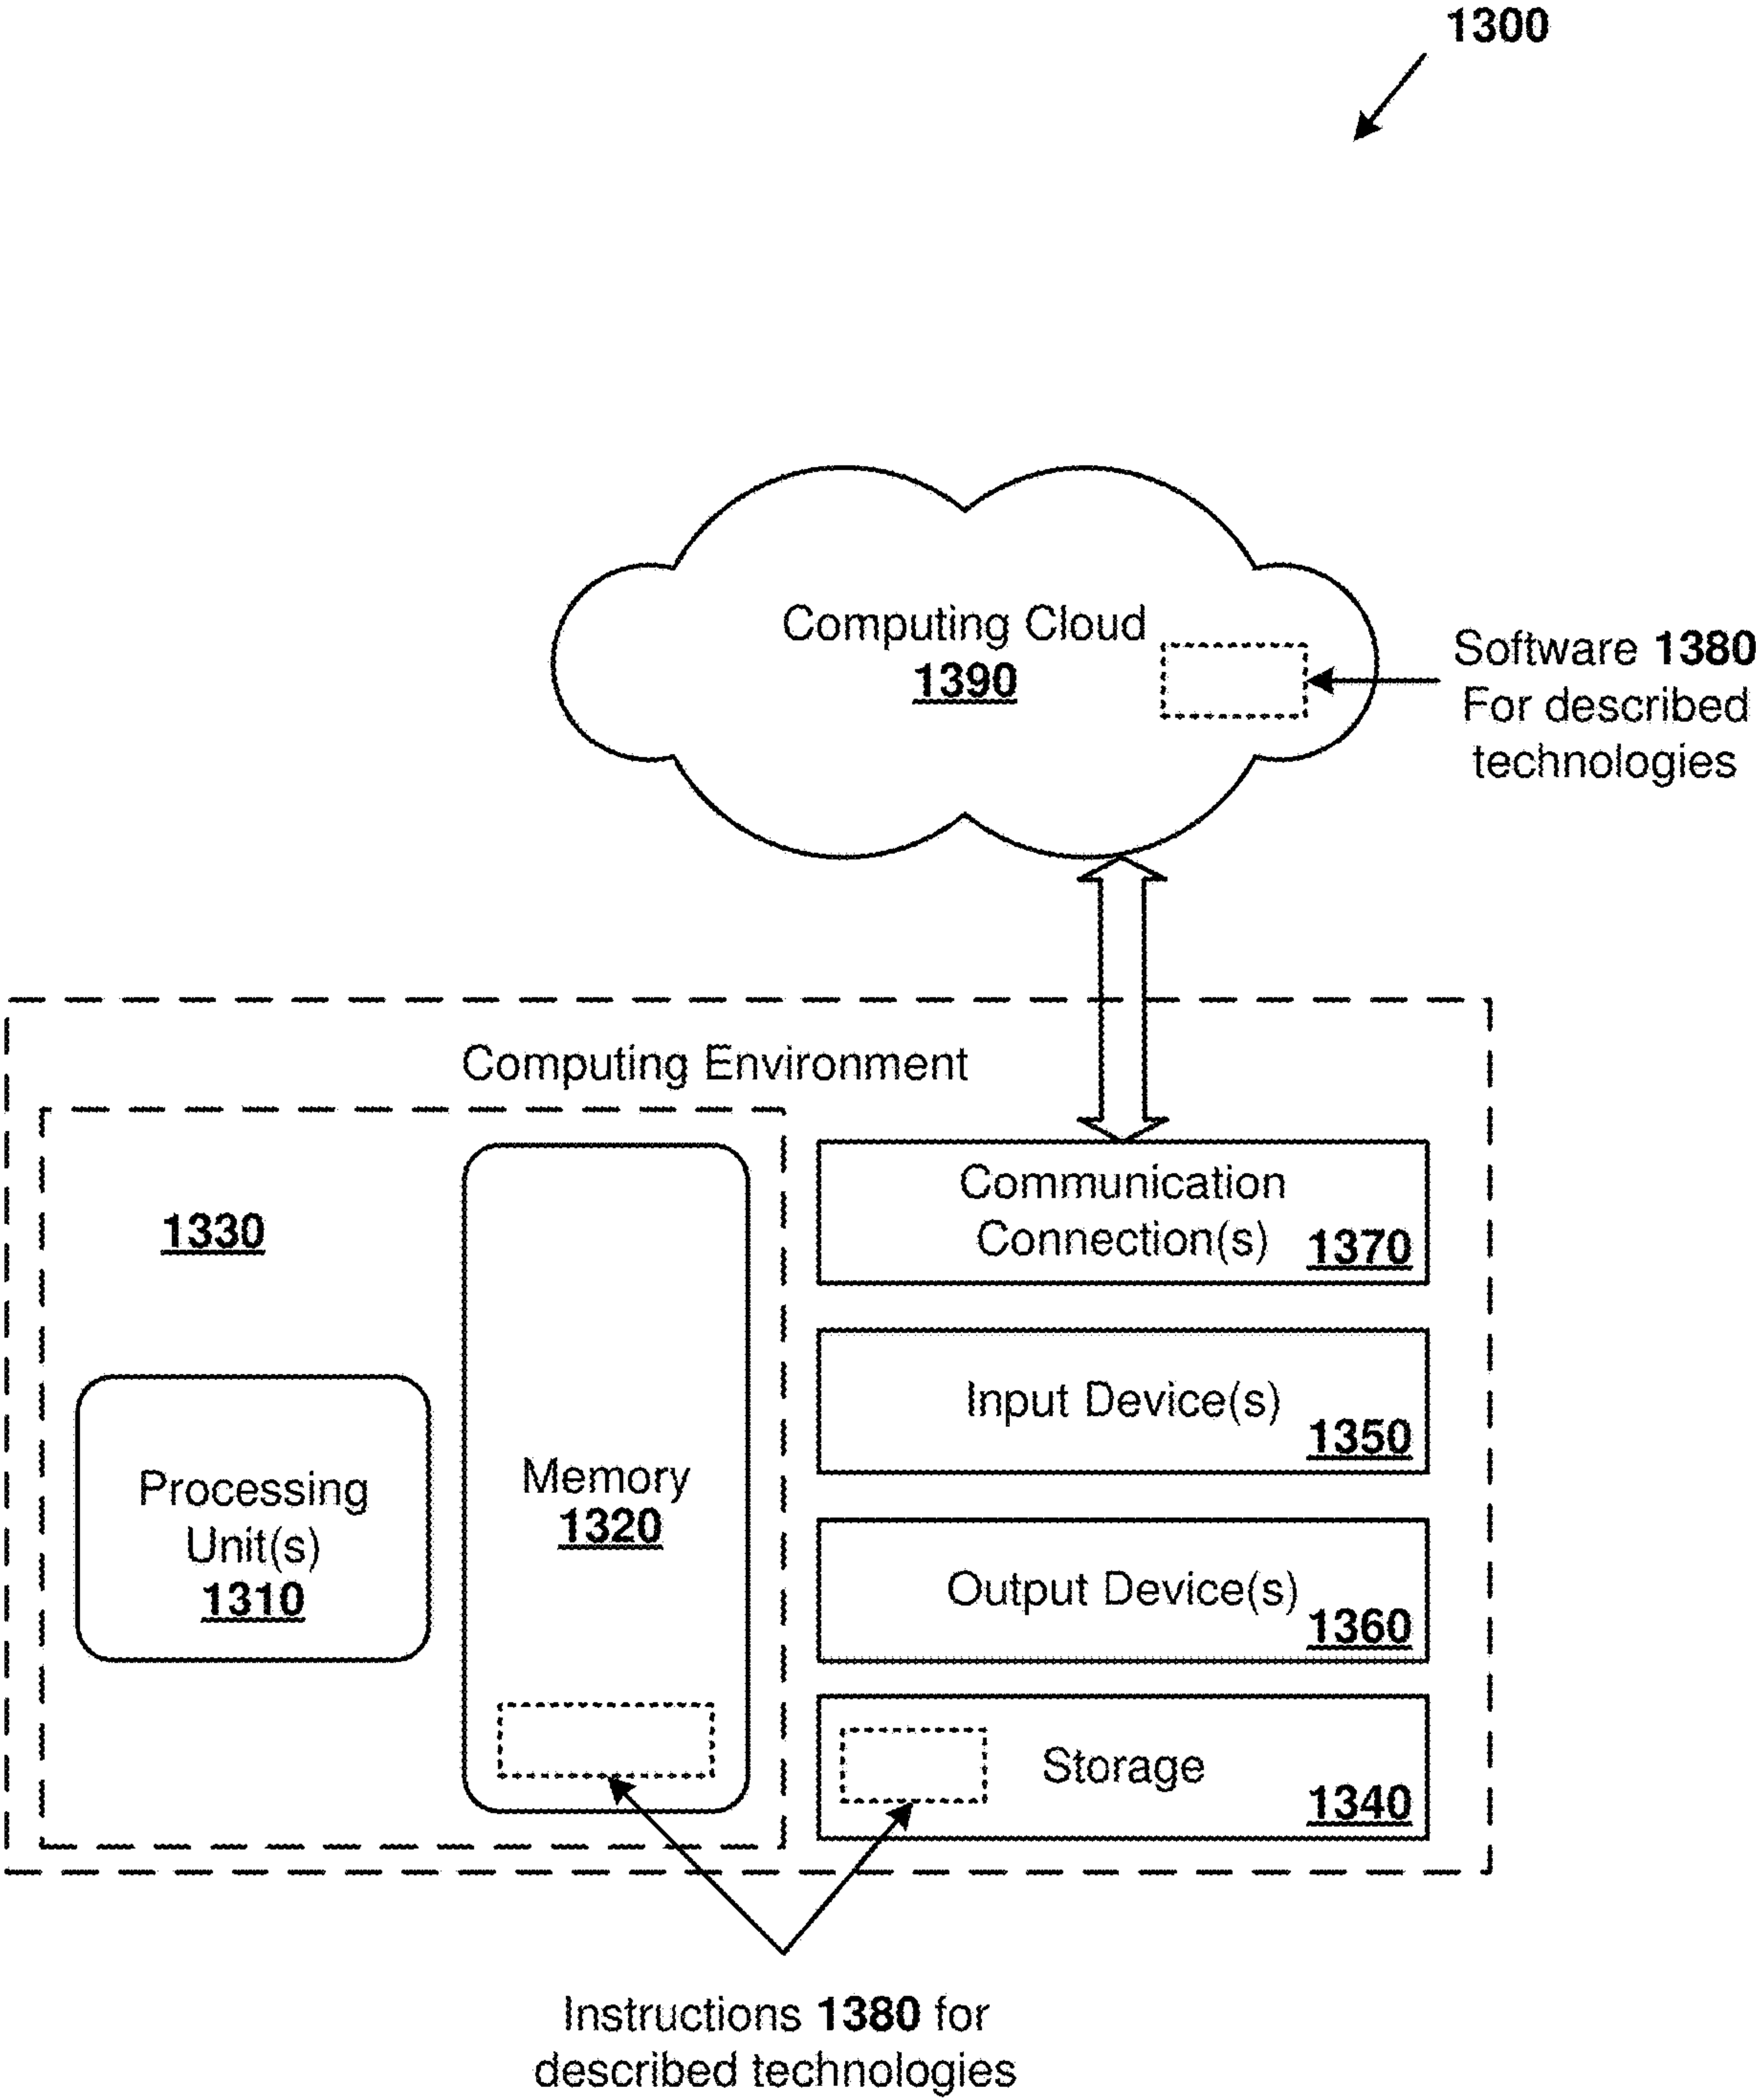 1300
Computing Cloud
1390
Software 1380
For described
technologies
Computing Environment
1330
Processing
Unit(s)
1310
Memory
1320
Communication
Connection(s) 1370
Input Device(s)
1350
Output Device(s)
1360
Storage
1340
Instructions 1380 for
described technologies